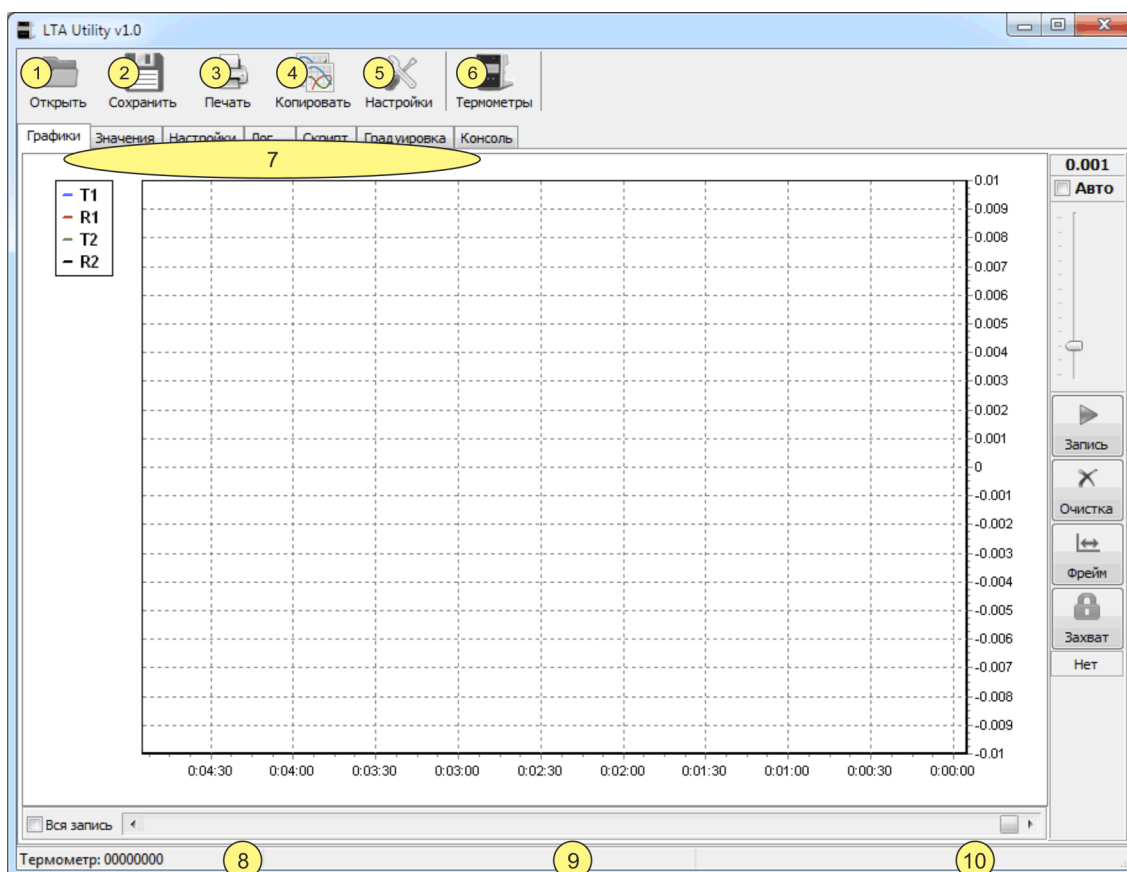 LTA Utility v1.0
1 2 3 4 5 6
Открыть Сохранить Печать Копировать Настройки Термометры
Графики Значения Настройки Лог Скрипт Градуировка Консоль
7
0.001
Авто
T1
R1
T2
R2
0.01
0.009
0.008
0.007
0.006
0.005
0.004
0.003
0.002
0.001
0
-0.001
-0.002
-0.003
-0.004
-0.005
-0.006
-0.007
-0.008
-0.009
-0.01
Запись
Очистка
Фрейм
Захват
Нет
0:04:30 0:04:00 0:03:30 0:03:00 0:02:30 0:02:00 0:01:30 0:01:00 0:00:30 0:00:00
Вся запись
Термометр: 00000000
8 9 10